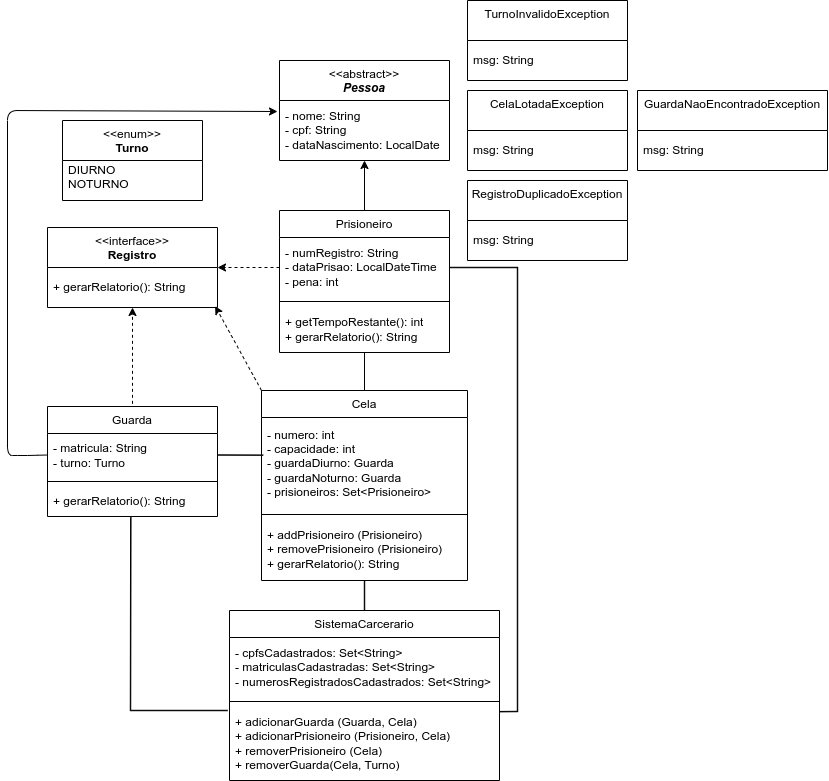 TurnoInvalidoException
msg: String
<<abstract>>
Pessoa
- nome: String
- cpf: String
- dataNascimento: LocalDate
CelaLotadaException
msg: String
GuardaNaoEncontradoException
msg: String
<<enum>>
Turno
DIURNO
NOTURNO
RegistroDuplicadoException
msg: String
<<interface>>
Registro
+ gerarRelatorio(): String
Prisioneiro
- numRegistro: String
- dataPrisao: LocalDateTime
- pena: int
+ getTempoRestante(): int
+ gerarRelatorio(): String
Guarda
- matricula: String
- turno: Turno
+ gerarRelatorio(): String
Cela
- numero: int
- capacidade: int
- guardaDiurno: Guarda
- guardaNoturno: Guarda
- prisioneiros: Set<Prisioneiro>
+ addPrisioneiro (Prisioneiro)
+ removePrisioneiro (Prisioneiro)
+ gerarRelatorio(): String
SistemaCarcerario
- cpfsCadastrados: Set<String>
- matriculasCadastradas: Set<String>
- numerosRegistradosCadastrados: Set<String>
+ adicionarGuarda (Guarda, Cela)
+ adicionarPrisioneiro (Prisioneiro, Cela)
+ removerPrisioneiro (Cela)
+ removerGuarda(Cela, Turno)